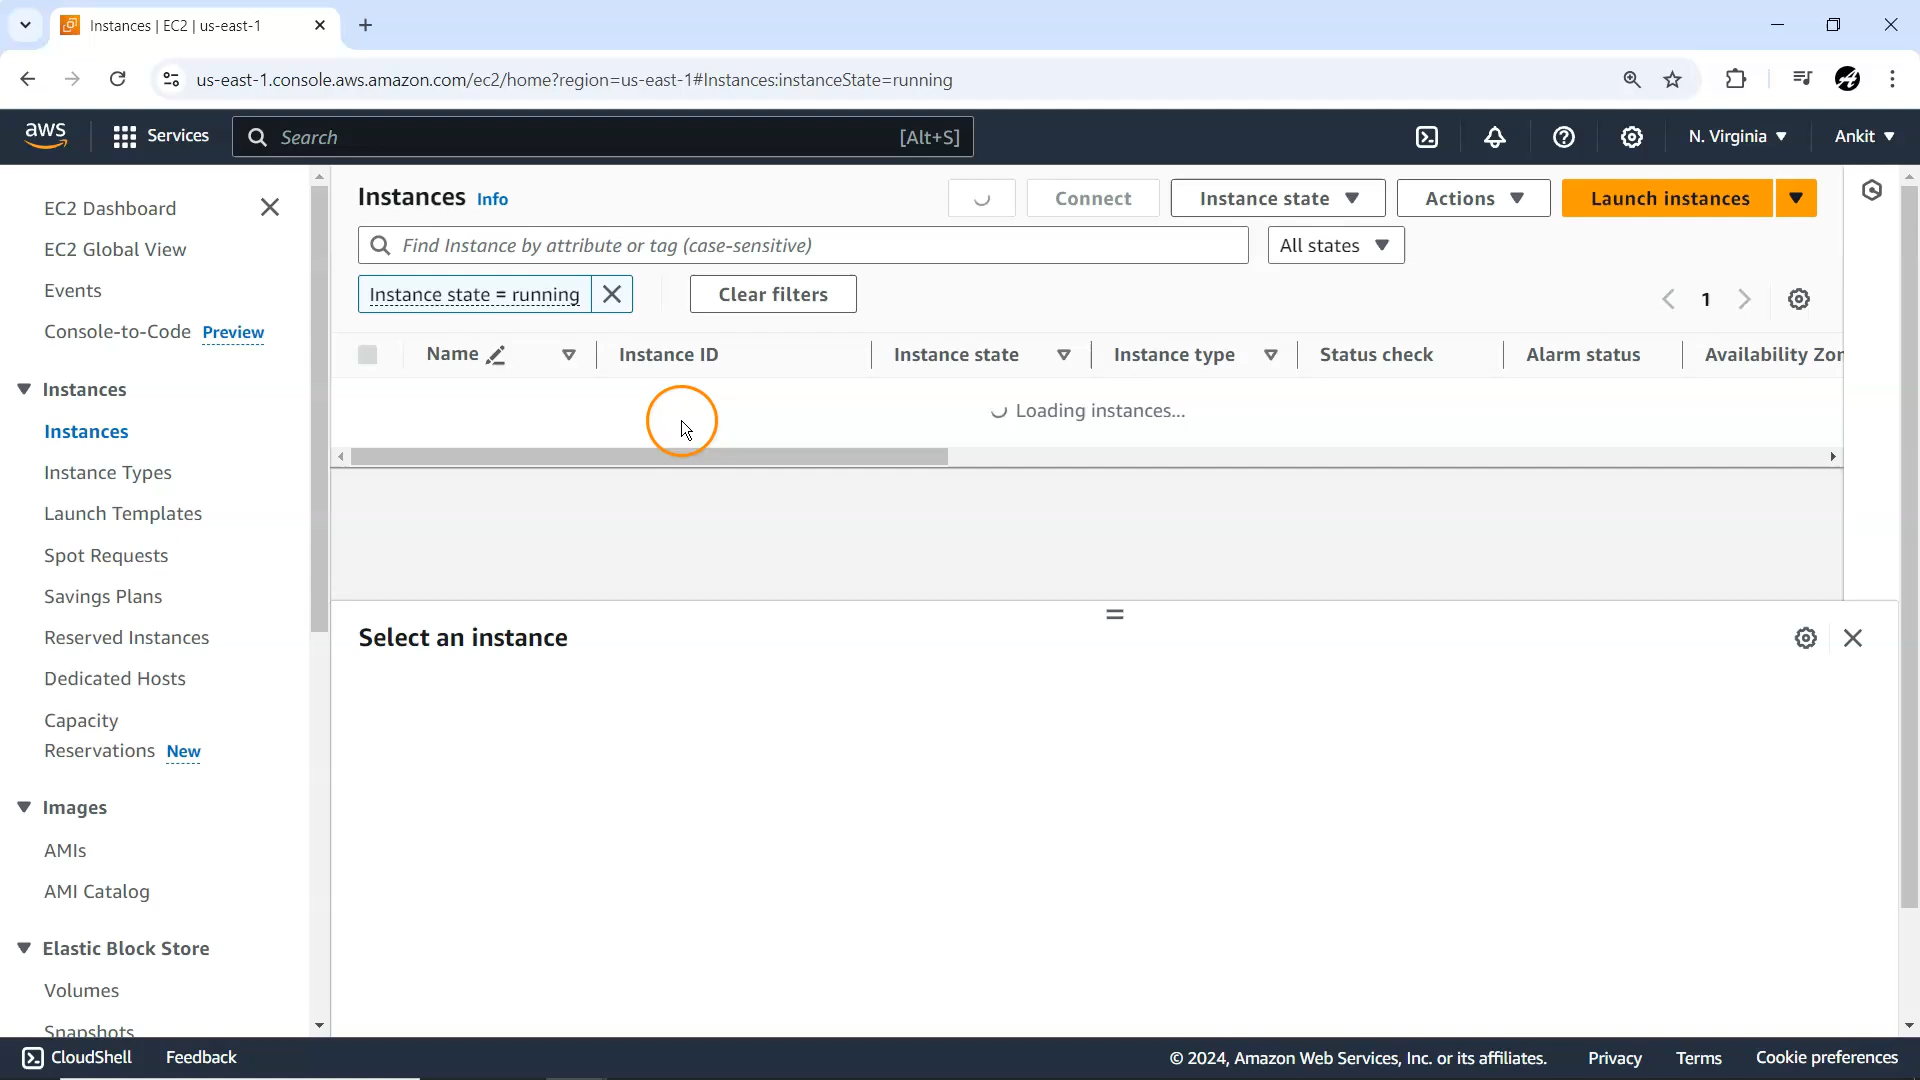 Instances | EC2 | us-east-1
us-east-1.console.aws.amazon.com/ec2/home?region=us-east-1#Instances:instanceState=running
aws
Services
Search
[Alt+S]
N. Virginia
Ankit
EC2 Dashboard
EC2 Global View
Events
Console-to-Code Preview
Instances
Instances
Instance Types
Launch Templates
Spot Requests
Savings Plans
Reserved Instances
Dedicated Hosts
Capacity
Reservations New
Images
AMIs
AMI Catalog
Elastic Block Store
Volumes
Snapshots
Instances Info
Connect
Instance state
Actions
Launch instances
Find Instance by attribute or tag (case-sensitive)
All states
Instance state = running
Clear filters
1
Name
Instance ID
Instance state
Instance type
Status check
Alarm status
Availability Zon
Loading instances...
Select an instance
CloudShell
Feedback
© 2024, Amazon Web Services, Inc. or its affiliates.
Privacy
Terms
Cookie preferences